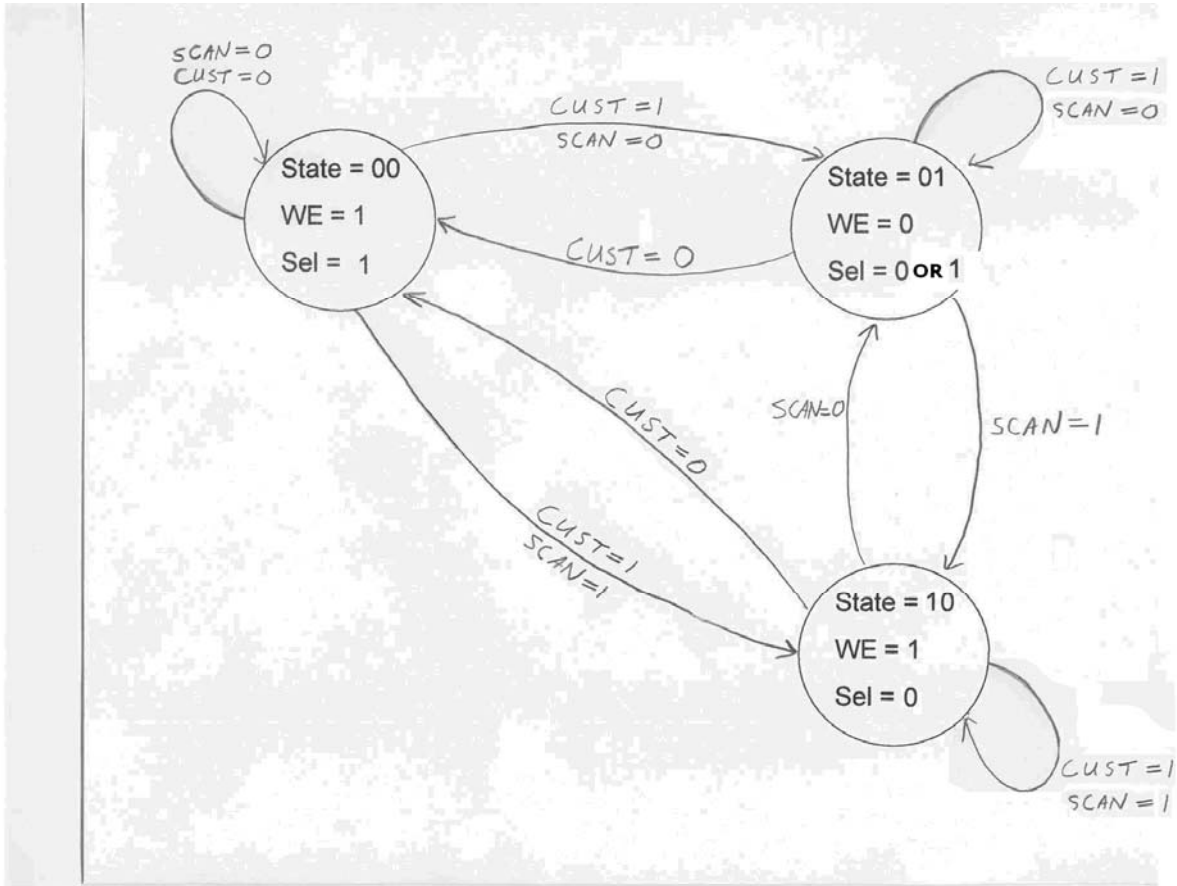 SCAN=0
CUST=0
CUST=1
SCAN=0
CUST=1
SCAN=0
State = 00
WE = 1
Sel = 1
State = 01
WE = 0
Sel = 0 OR 1
CUST=0
CUST=0
SCAN=0
SCAN=1
CUST=1
SCAN=1
State = 10
WE = 1
Sel = 0
CUST=1
SCAN=1